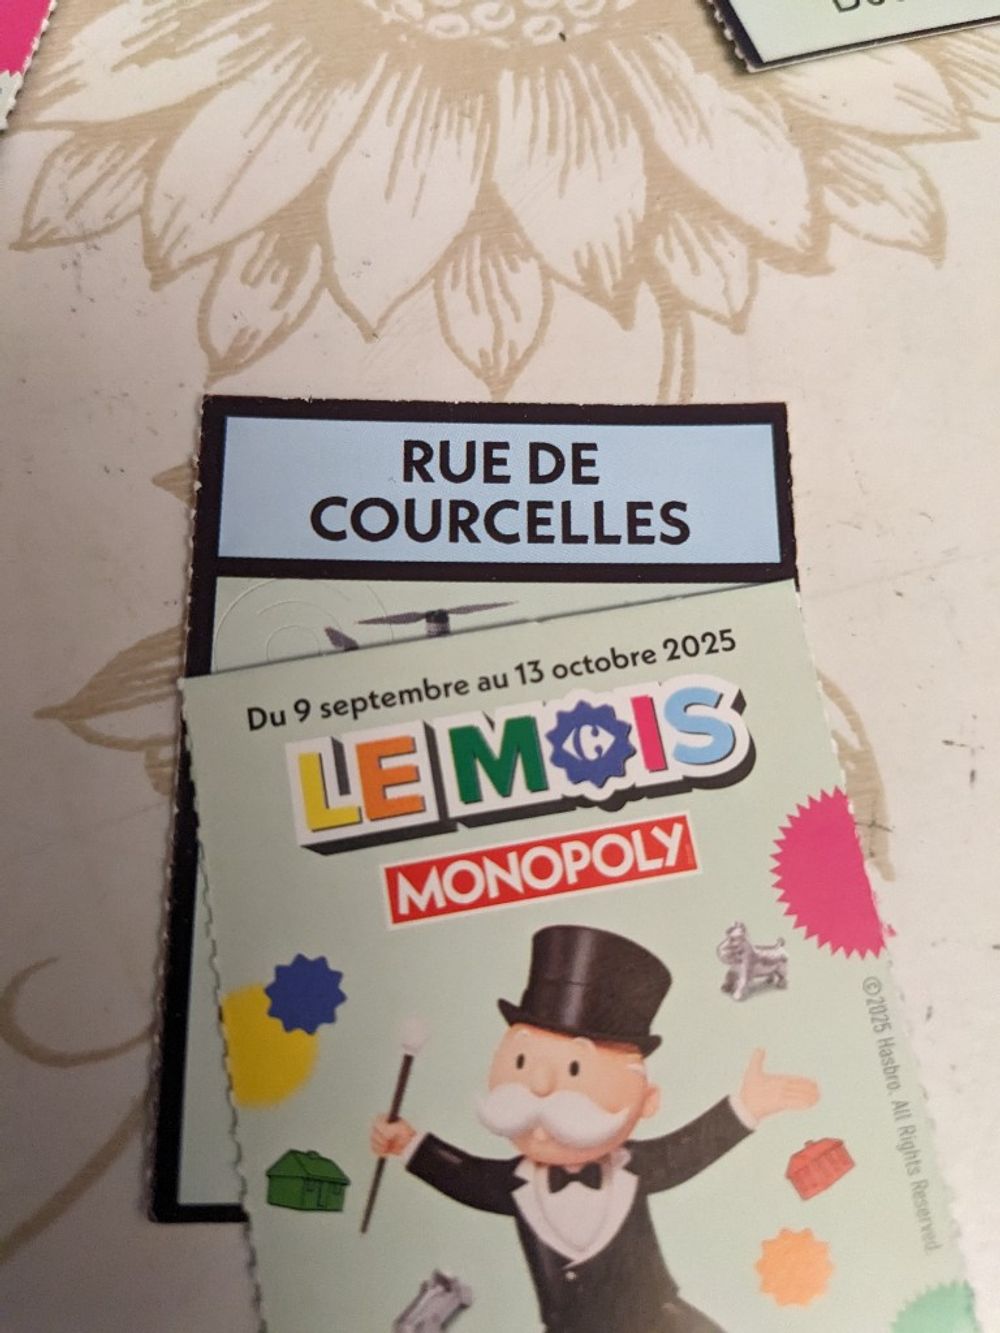 RUE DE
COURCELLES
Du 9 septembre au 13 octobre 2025
LE MOIS
MONOPOLY
©2025 Hasbro. All Rights Reserved.